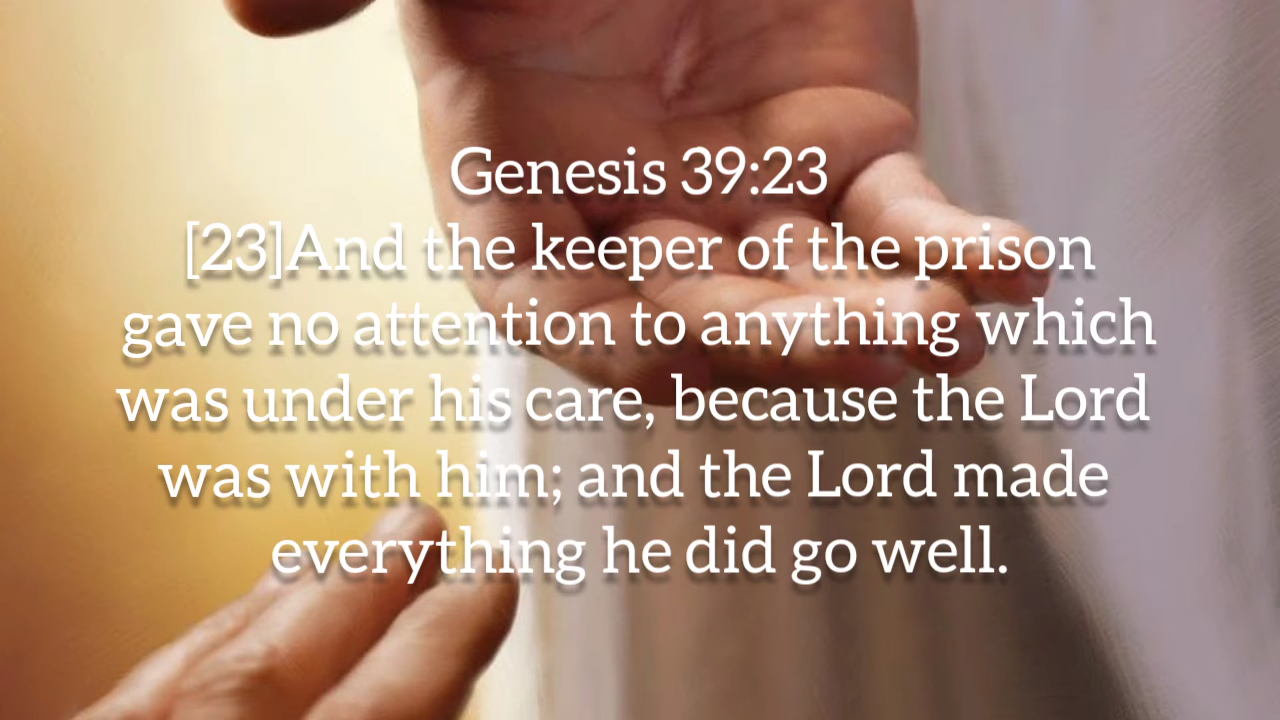 Genesis 39:23
[23]And the keeper of the prison
gave no attention to anything which
was under his care, because the Lord
was with him; and the Lord made
everything he did go well.